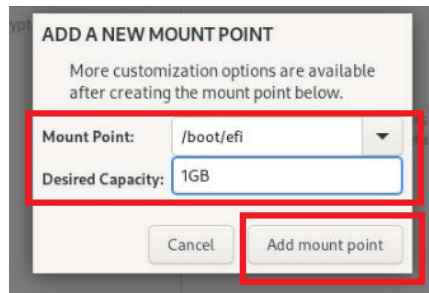 ADD A NEW MOUNT POINT
More customization options are available
after creating the mount point below.
Mount Point: /boot/efi
Desired Capacity: 1GB
Cancel Add mount point